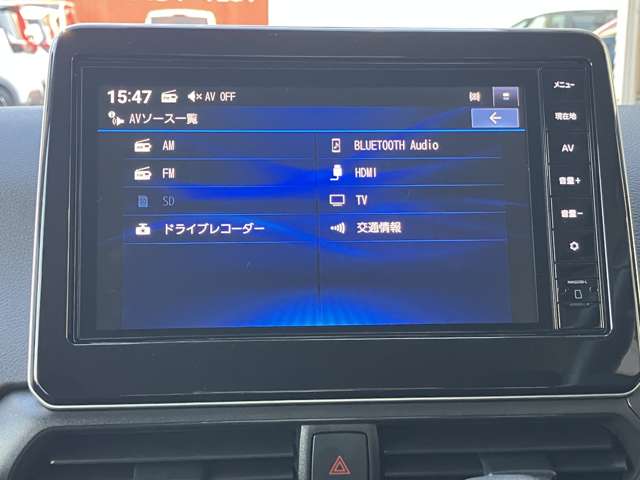 15:47 AV OFF
AVソース一覧
AM
FM
SD
ドライブレコーダー
BLUETOOTH Audio
HDMI
TV
交通情報
メニュー
現在地
AV
音量+
音量-